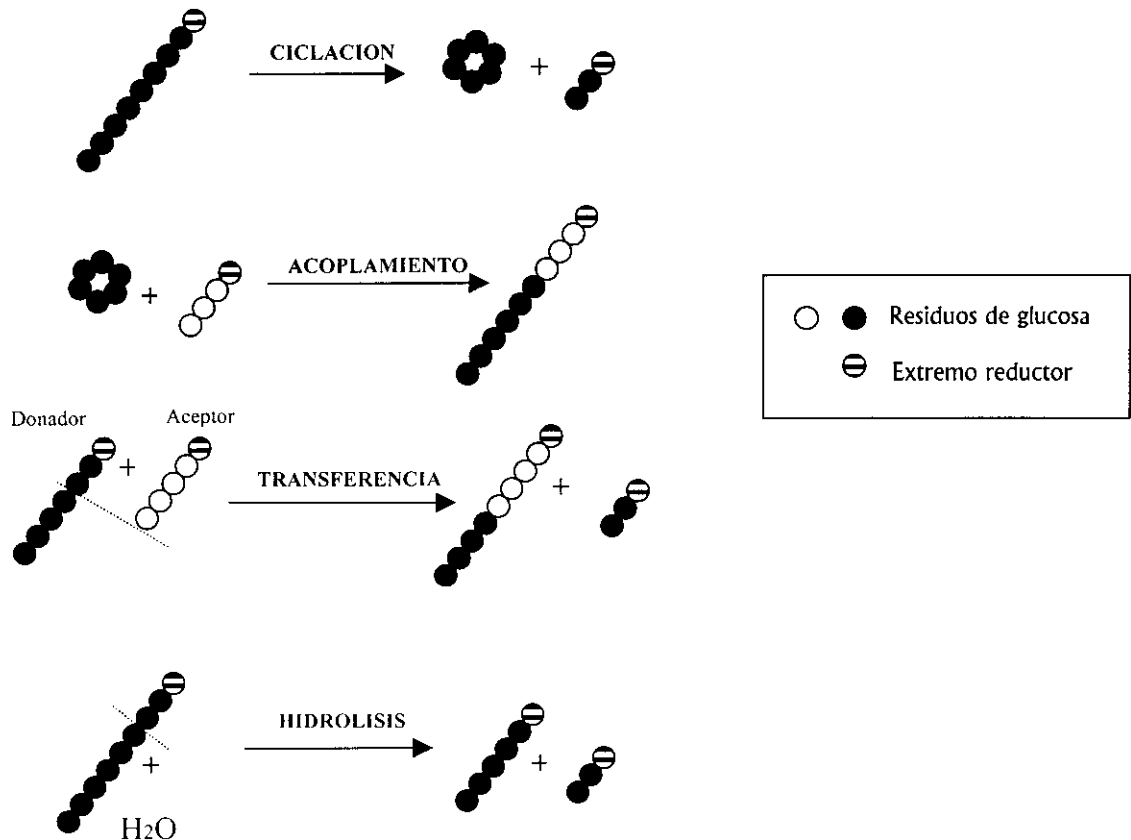 CICLACION
+
ACOPLAMIENTO
+
Residuos de glucosa
Extremo reductor
Donador
Aceptor
+
TRANSFERENCIA
+
HIDROLISIS
+
+
H2O